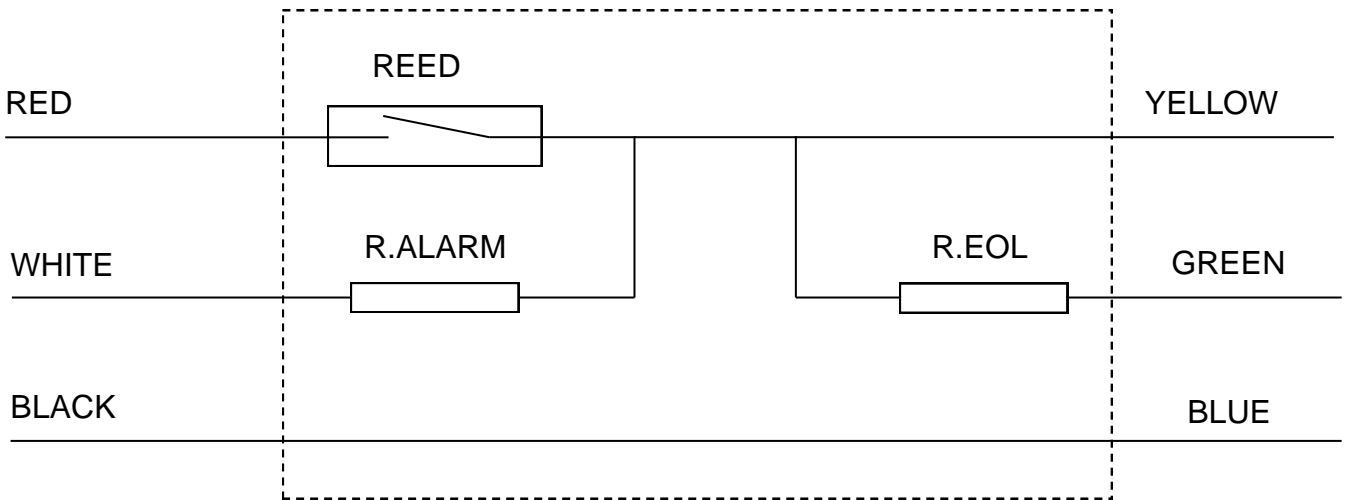 REED
RED
YELLOW
WHITE
R.ALARM
R.EOL
GREEN
BLACK
BLUE